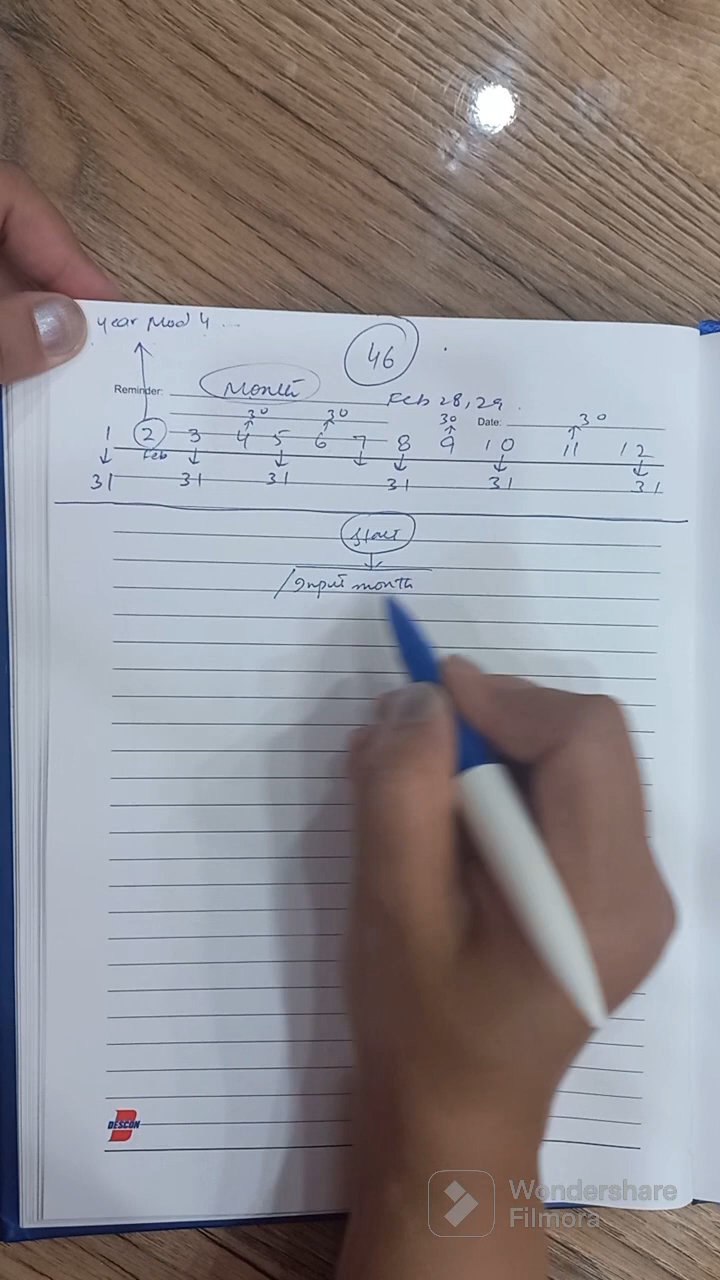 year Mod 4 ...
46
Reminder: Month Feb 28, 29
30 30 30 Date: 30
1 2 3 4 5 6 7 8 9 10 11 12
Feb
31 31 31 31 31 31
Start
Input month
DESCON
Wondershare
Filmora